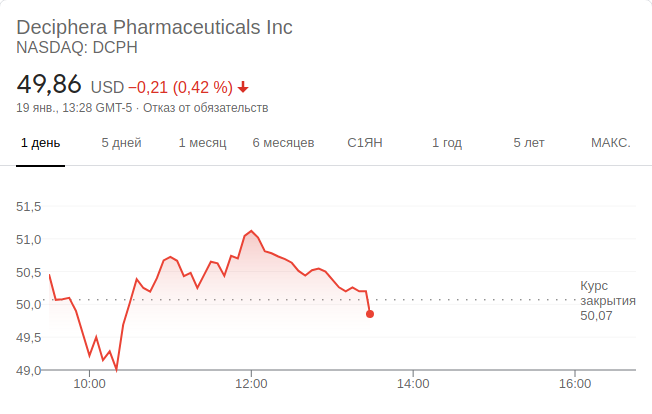 Deciphera Pharmaceuticals Inc
NASDAQ: DCPH
49,86 USD −0,21 (0,42 %)
19 янв., 13:28 GMT-5 · Отказ от обязательств
1 день 5 дней 1 месяц 6 месяцев С1ЯН 1 год 5 лет МАКС.
51,5
51,0
50,5
50,0
49,5
49,0
Курс
закрытия
50,07
10:00 12:00 14:00 16:00